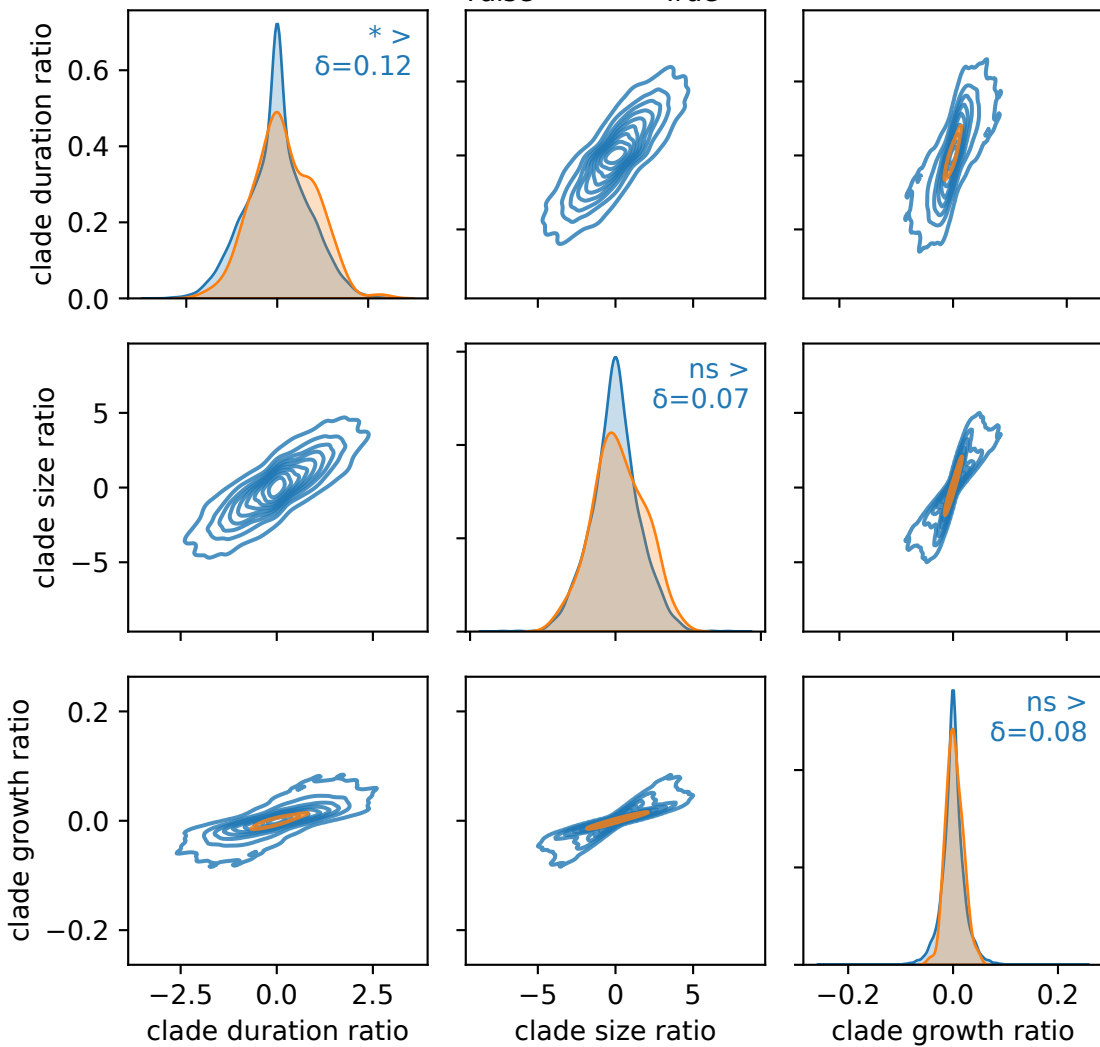 clade duration ratio
0.6
0.4
0.2
0.0
* >
δ=0.12
clade size ratio
5
0
−5
ns >
δ=0.07
clade growth ratio
0.2
0.0
−0.2
ns >
δ=0.08
−2.5 0.0 2.5
−5 0 5
−0.2 0.0 0.2
clade duration ratio
clade size ratio
clade growth ratio